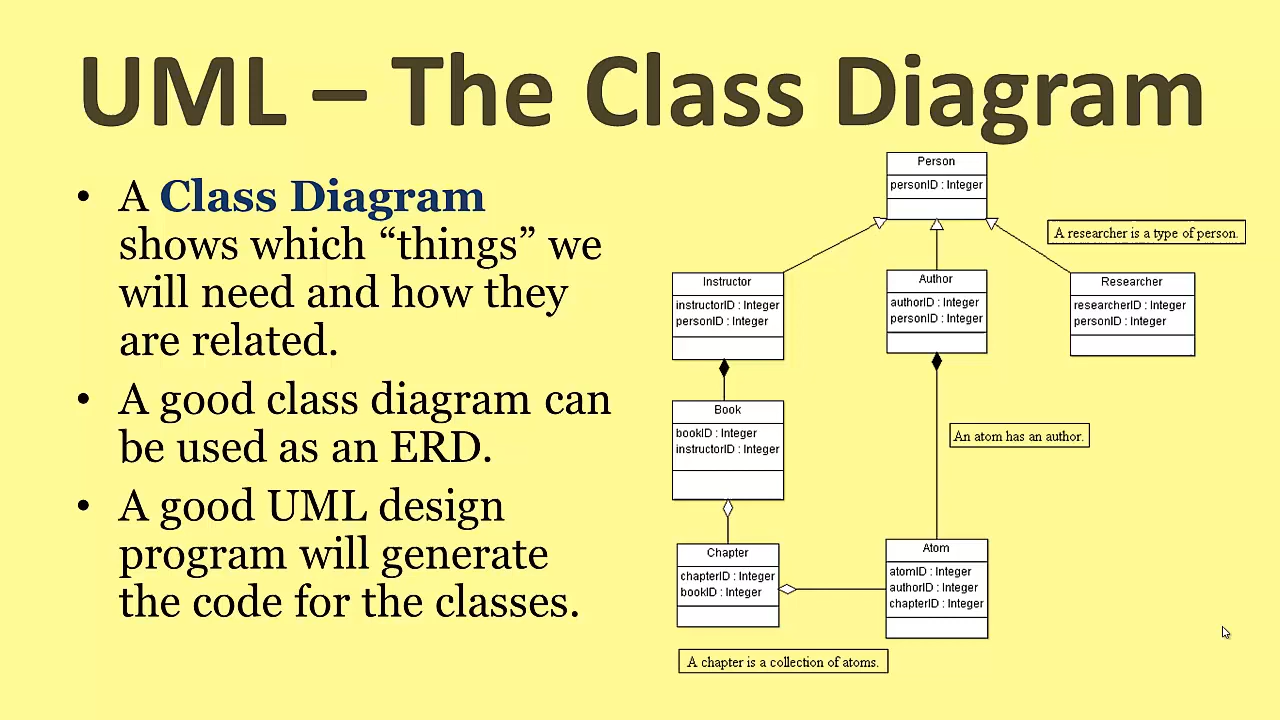 UML – The Class Diagram
• A Class Diagram
shows which “things” we
will need and how they
are related.
• A good class diagram can
be used as an ERD.
• A good UML design
program will generate
the code for the classes.
Person
personID : Integer
A researcher is a type of person.
Instructor
instructorID : Integer
personID : Integer
Author
authorID : Integer
personID : Integer
Researcher
researcherID : Integer
personID : Integer
Book
bookID : Integer
instructorID : Integer
An atom has an author.
Chapter
chapterID : Integer
bookID : Integer
Atom
atomID : Integer
authorID : Integer
chapterID : Integer
A chapter is a collection of atoms.